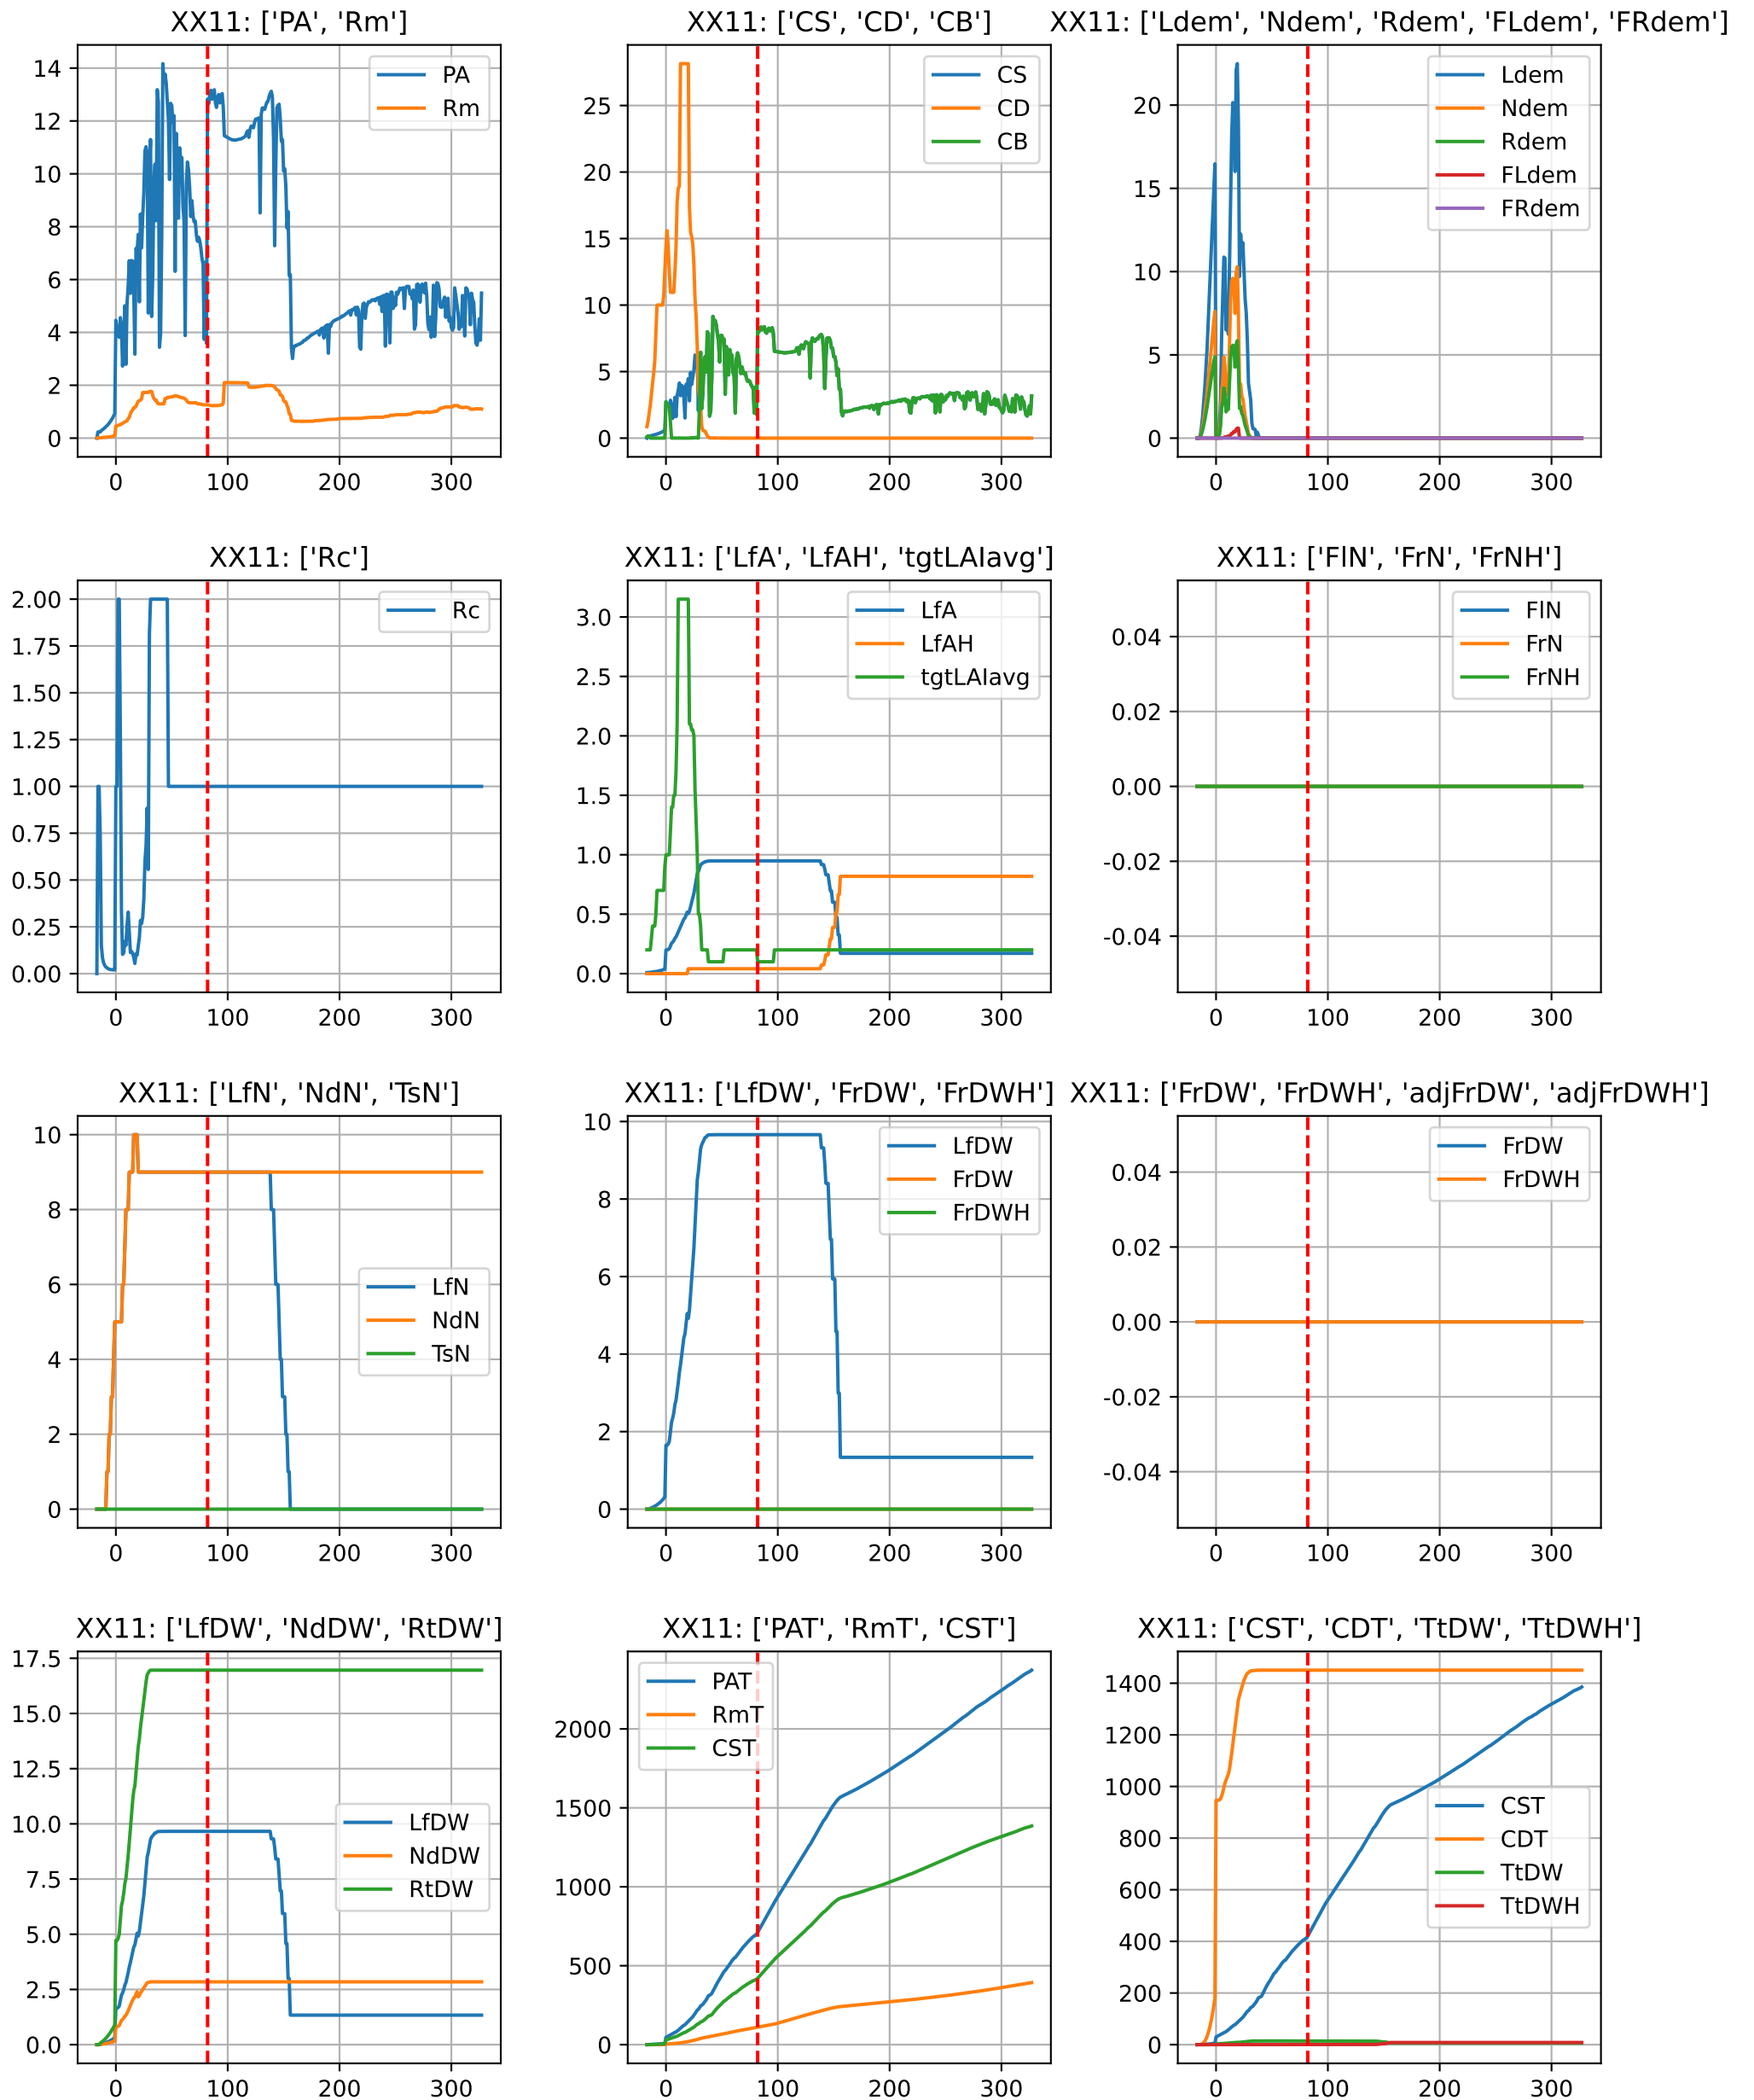 XX11: ['PA', 'Rm']
14
12
10
8
6
4
2
0
0 100 200 300
PA
Rm
XX11: ['CS', 'CD', 'CB']
25
20
15
10
5
0
0 100 200 300
CS
CD
CB
XX11: ['Ldem', 'Ndem', 'Rdem', 'FLdem', 'FRdem']
20
15
10
5
0
0 100 200 300
Ldem
Ndem
Rdem
FLdem
FRdem
XX11: ['Rc']
2.00
1.75
1.50
1.25
1.00
0.75
0.50
0.25
0.00
0 100 200 300
Rc
XX11: ['LfA', 'LfAH', 'tgtLAIavg']
3.0
2.5
2.0
1.5
1.0
0.5
0.0
0 100 200 300
LfA
LfAH
tgtLAIavg
XX11: ['FlN', 'FrN', 'FrNH']
0.04
0.02
0.00
-0.02
-0.04
0 100 200 300
FlN
FrN
FrNH
XX11: ['LfN', 'NdN', 'TsN']
10
8
6
4
2
0
0 100 200 300
LfN
NdN
TsN
XX11: ['LfDW', 'FrDW', 'FrDWH']
10
8
6
4
2
0
0 100 200 300
LfDW
FrDW
FrDWH
XX11: ['FrDW', 'FrDWH', 'adjFrDW', 'adjFrDWH']
0.04
0.02
0.00
-0.02
-0.04
0 100 200 300
FrDW
FrDWH
XX11: ['LfDW', 'NdDW', 'RtDW']
17.5
15.0
12.5
10.0
7.5
5.0
2.5
0.0
0 100 200 300
LfDW
NdDW
RtDW
XX11: ['PAT', 'RmT', 'CST']
2000
1500
1000
500
0
0 100 200 300
PAT
RmT
CST
XX11: ['CST', 'CDT', 'TtDW', 'TtDWH']
1400
1200
1000
800
600
400
200
0
0 100 200 300
CST
CDT
TtDW
TtDWH